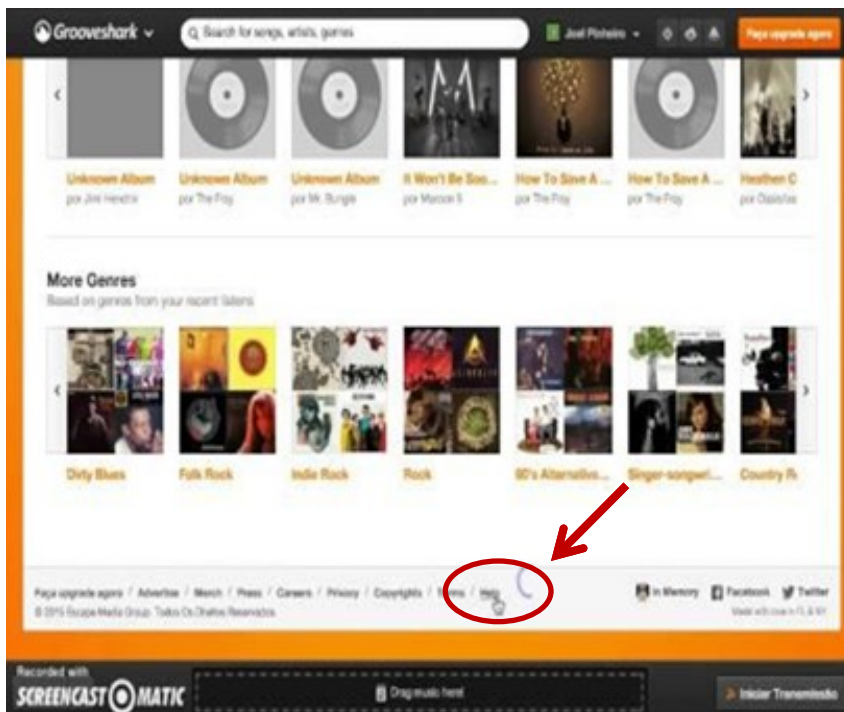 Grooveshark
Search for songs, artists, genres
Joel Pinheiro
Faça upgrade agora
Unknown Album
por Jimi Hendrix
Unknown Album
por The Fray
Unknown Album
por Mr. Bungle
It Won't Be Soo...
por Maroon 5
How To Save A ...
por The Fray
How To Save A ...
por The Fray
Heathen C
More Genres
Based on genres from your recent listens
Dirty Blues
Folk Rock
Indie Rock
Rock
90's Alternative...
Singer-songwri...
Country R
Faça upgrade agora / Advertise / Merch / Press / Careers / Privacy / Copyrights / Terms / Help
In Memory Facebook Twitter
© 2015 Escape Media Group. Todos Os Direitos Reservados.
Made with love in FL & NY
Recorded with
SCREENCAST O MATIC
Drag music here!
Iniciar Transmissão